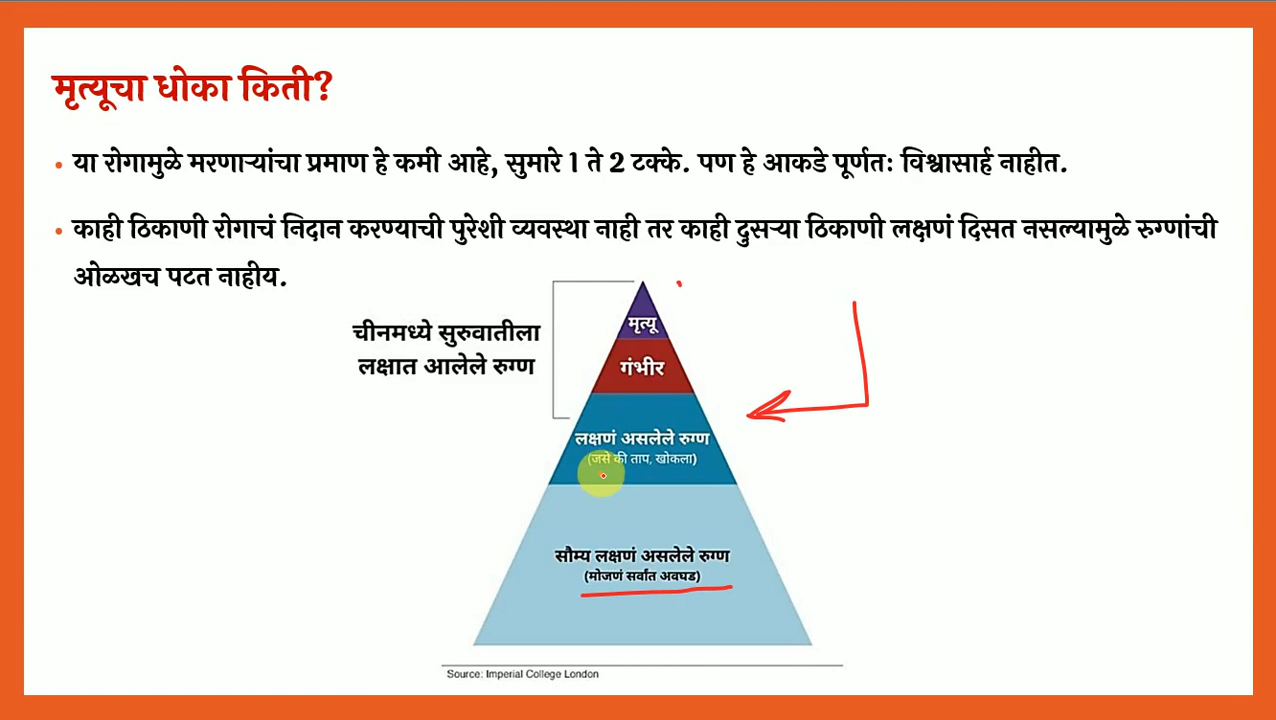 मृत्यूचा धोका किती?
• या रोगामुळे मरणाऱ्यांचा प्रमाण हे कमी आहे, सुमारे 1 ते 2 टक्के. पण हे आकडे पूर्णतः विश्वासार्ह नाहीत.
• काही ठिकाणी रोगाचं निदान करण्याची पुरेशी व्यवस्था नाही तर काही दुसऱ्या ठिकाणी लक्षणं दिसत नसल्यामुळे रुग्णांची
ओळखच पटत नाहीय.
चीनमध्ये सुरुवातीला
लक्षात आलेले रुग्ण
मृत्यू
गंभीर
लक्षणं असलेले रुग्ण
(जसे की ताप, खोकला)
सौम्य लक्षणं असलेले रुग्ण
(मोजणं सर्वांत अवघड)
Source: Imperial College London